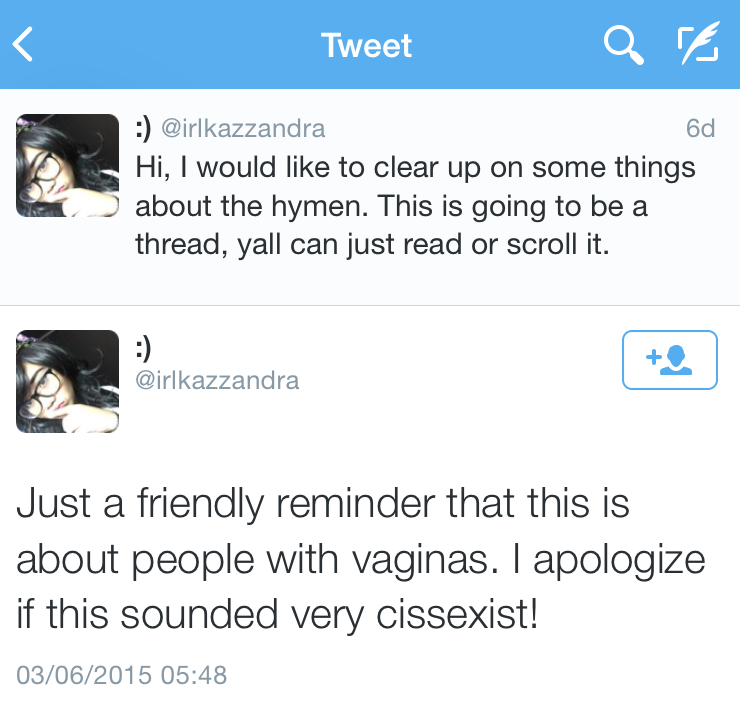 Tweet
:) @irlkazzandra 6d
Hi, I would like to clear up on some things
about the hymen. This is going to be a
thread, yall can just read or scroll it.
:)
@irlkazzandra
Just a friendly reminder that this is
about people with vaginas. I apologize
if this sounded very cissexist!
03/06/2015 05:48